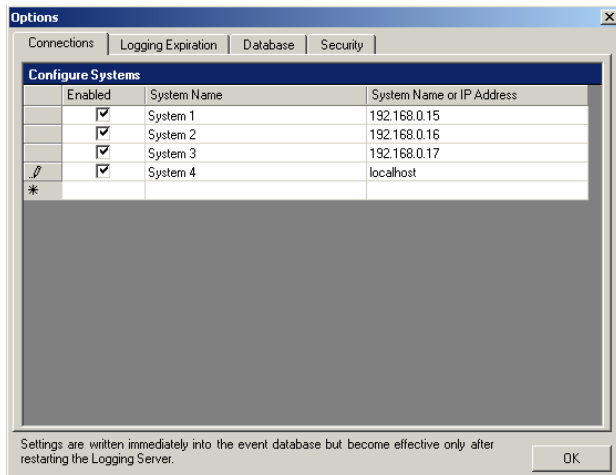 Options
Connections Logging Expiration Database Security
Configure Systems
Enabled System Name System Name or IP Address
System 1 192.168.0.15
System 2 192.168.0.16
System 3 192.168.0.17
System 4 localhost
Settings are written immediately into the event database but become effective only after
restarting the Logging Server.
OK